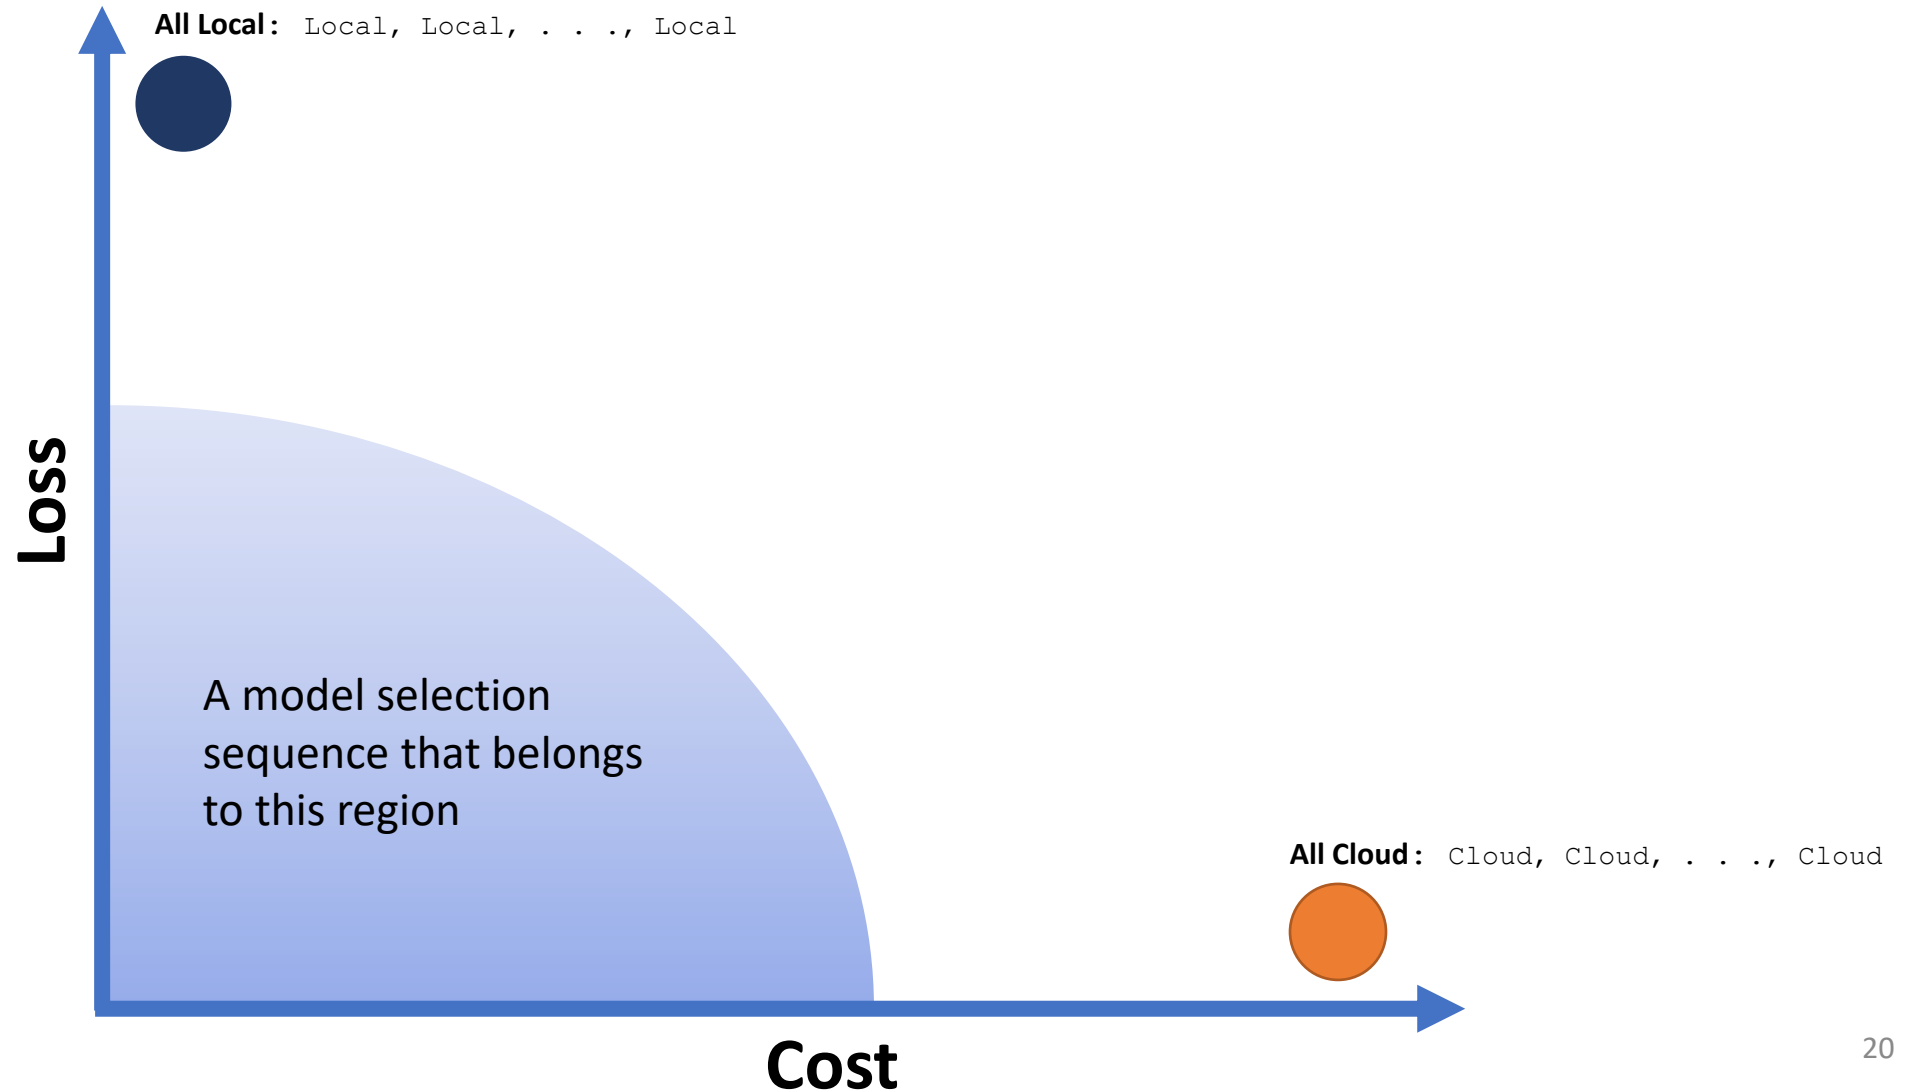 All Local: Local, Local, . . ., Local
Loss
A model selection
sequence that belongs
to this region
All Cloud: Cloud, Cloud, . . ., Cloud
Cost
20